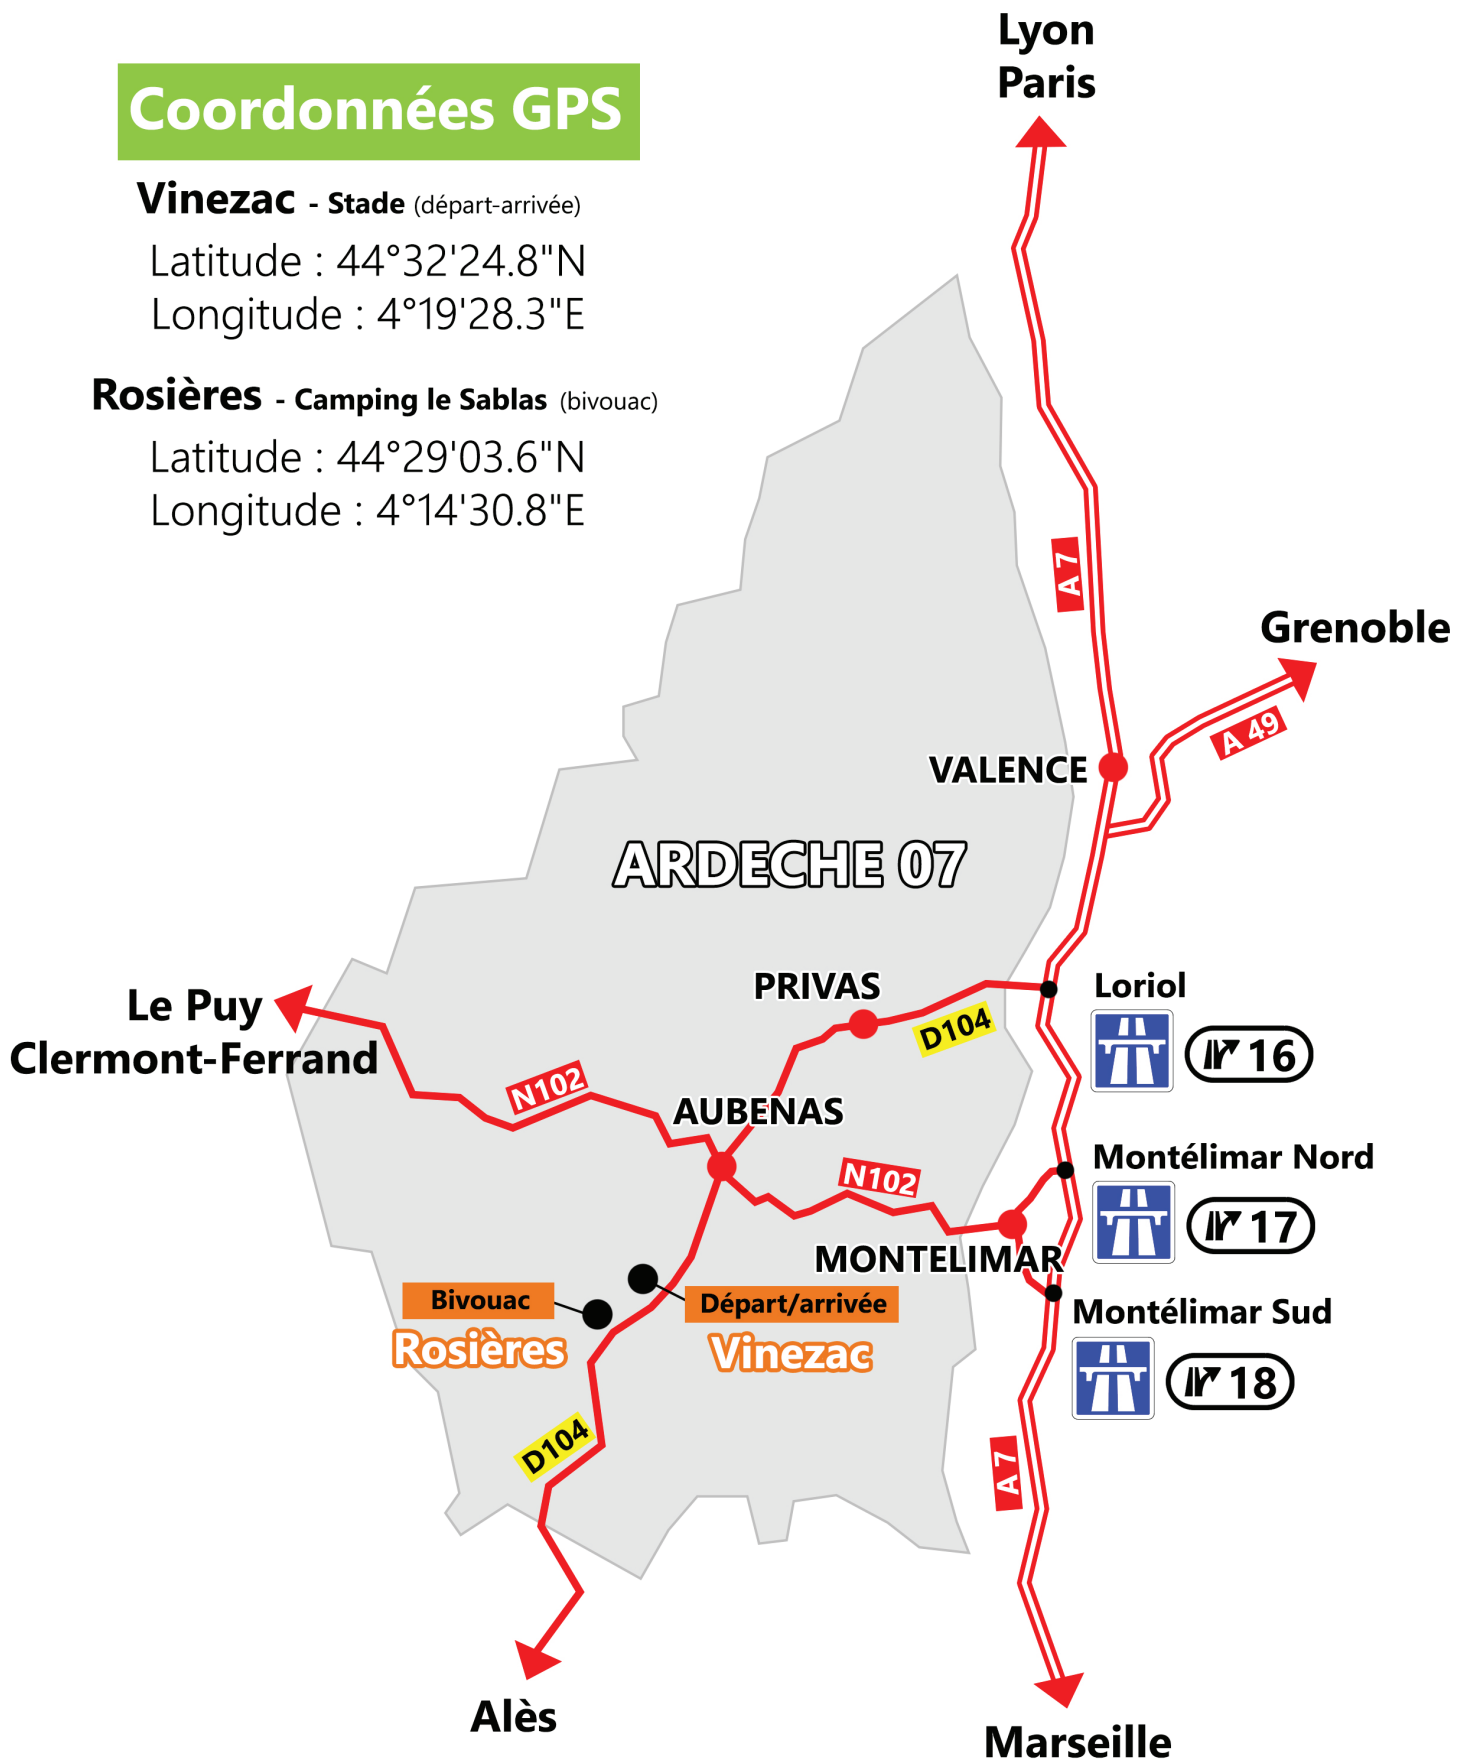 Lyon
Paris
Coordonnées GPS
Vinezac - Stade (départ-arrivée)
Latitude : 44°32'24.8"N
Longitude : 4°19'28.3"E
Rosières - Camping le Sablas (bivouac)
Latitude : 44°29'03.6"N
Longitude : 4°14'30.8"E
A 7
Grenoble
A 49
VALENCE
ARDECHE 07
PRIVAS
Loriol
Le Puy
Clermont-Ferrand
D104
16
N102
AUBENAS
Montélimar Nord
N102
17
MONTELIMAR
Bivouac
Départ/arrivée
Montélimar Sud
Rosières
Vinezac
18
D104
A 7
Alès
Marseille